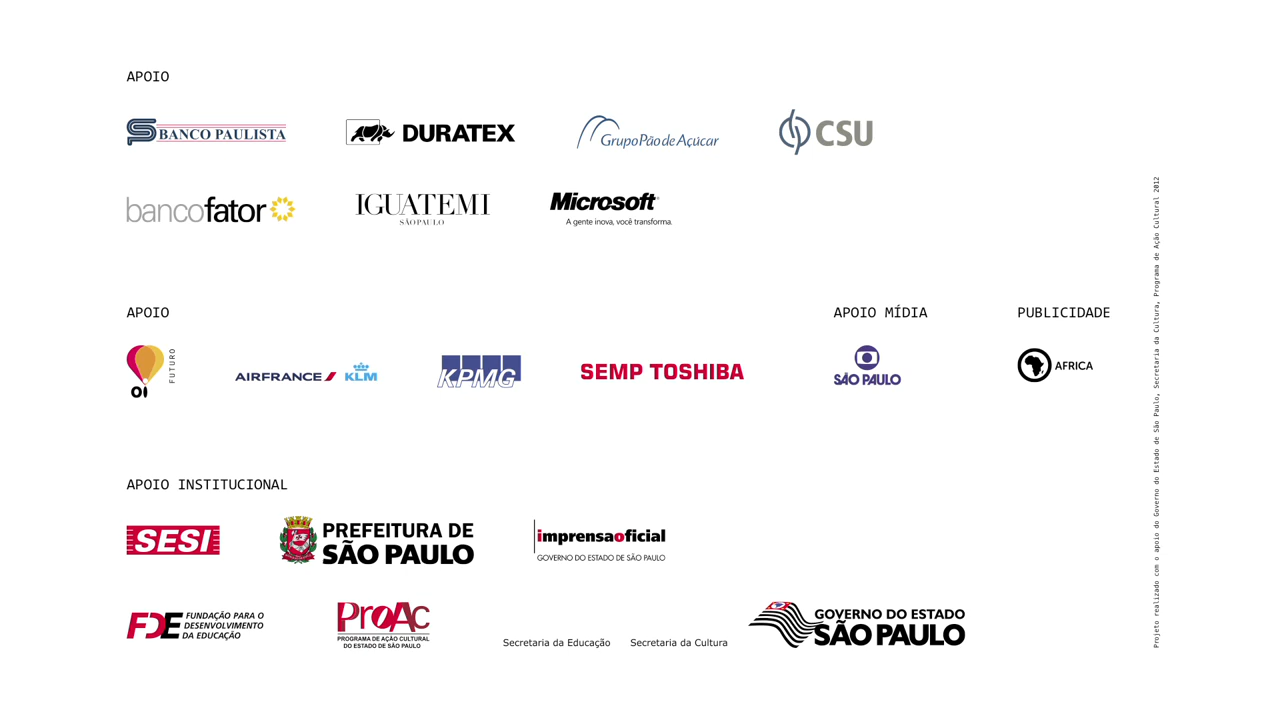 APOIO
BANCO PAULISTA
DURATEX
Grupo Pão de Açúcar
CSU
bancofator
IGUATEMI
SÃO PAULO
Microsoft
A gente inova, você transforma.
APOIO
APOIO MÍDIA
PUBLICIDADE
OI
FUTURO
AIRFRANCE
KLM
KPMG
SEMP TOSHIBA
SÃO PAULO
AFRICA
APOIO INSTITUCIONAL
SESI
PREFEITURA DE
SÃO PAULO
imprensaoficial
GOVERNO DO ESTADO DE SÃO PAULO
FDE
FUNDAÇÃO PARA O
DESENVOLVIMENTO
DA EDUCAÇÃO
ProAc
PROGRAMA DE AÇÃO CULTURAL
DO ESTADO DE SÃO PAULO
Secretaria da Educação
Secretaria da Cultura
GOVERNO DO ESTADO
SÃO PAULO
Projeto realizado com o apoio do Governo do Estado de São Paulo, Secretaria da Cultura, Programa de Ação Cultural 2012